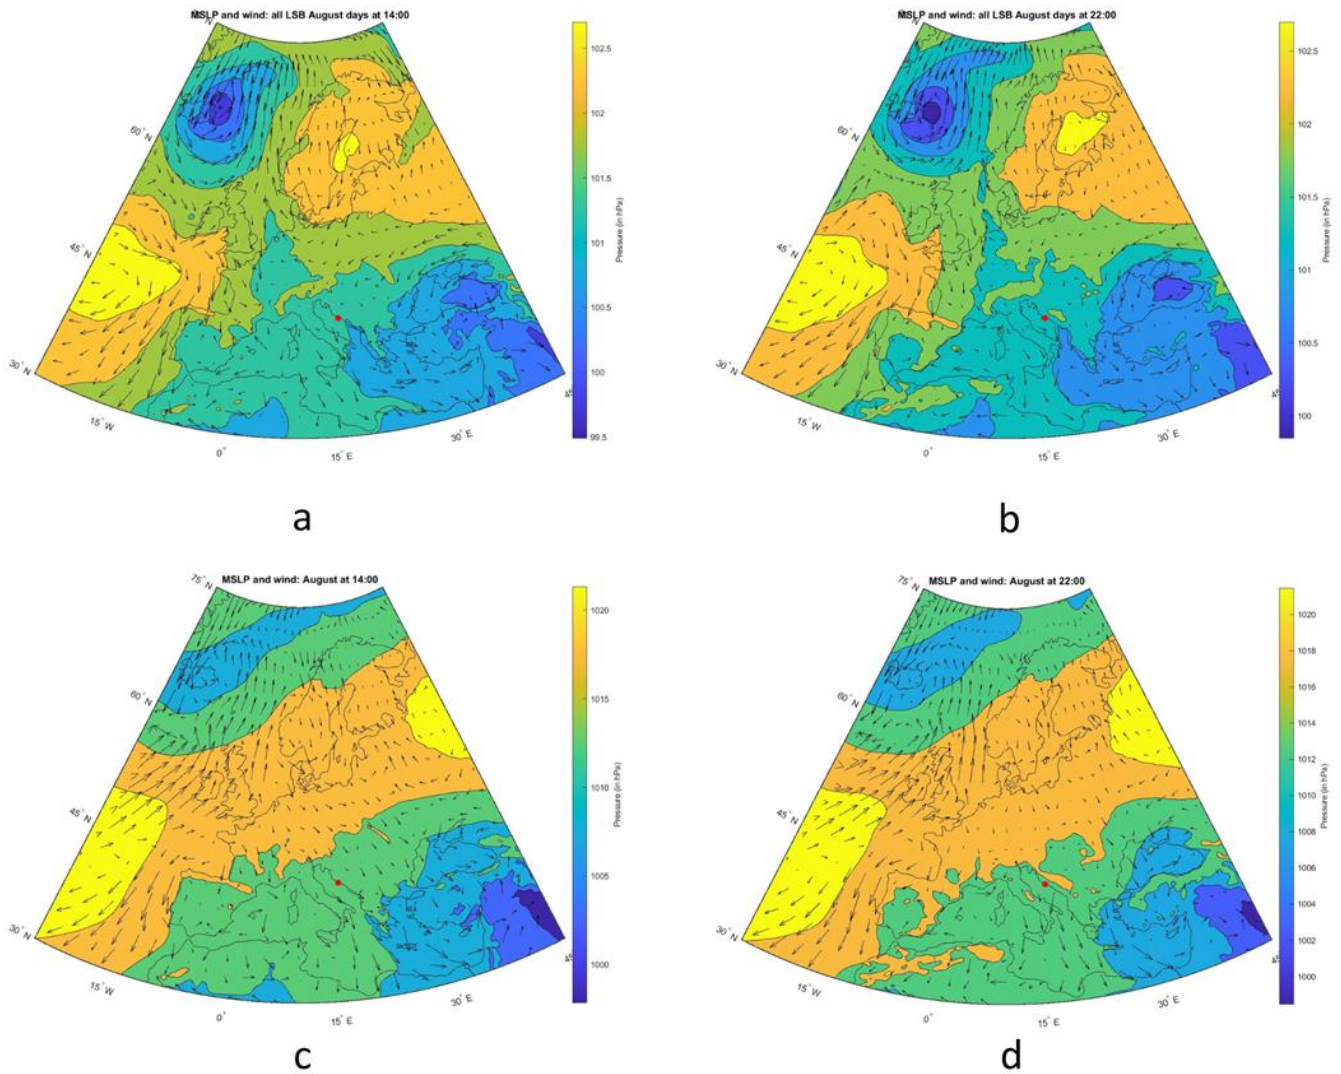 MSLP and wind: all LSB August days at 14:00
N
60° N
45° N
30° N
15° W
0°
15° E
30° E
102.5
102
101.5
101
100.5
100
99.5
Pressure (in hPa)
a
MSLP and wind: all LSB August days at 22:00
N
60° N
45° N
30° N
15° W
0°
15° E
30° E
102.5
102
101.5
101
100.5
100
Pressure (in hPa)
b
MSLP and wind: August at 14:00
75° N
60° N
45° N
30° N
15° W
0°
15° E
30° E
1020
1015
1010
1005
1000
Pressure (in hPa)
c
MSLP and wind: August at 22:00
75° N
60° N
45° N
30° N
15° W
0°
15° E
30° E
1020
1018
1016
1014
1012
1010
1008
1006
1004
1002
1000
Pressure (in hPa)
d